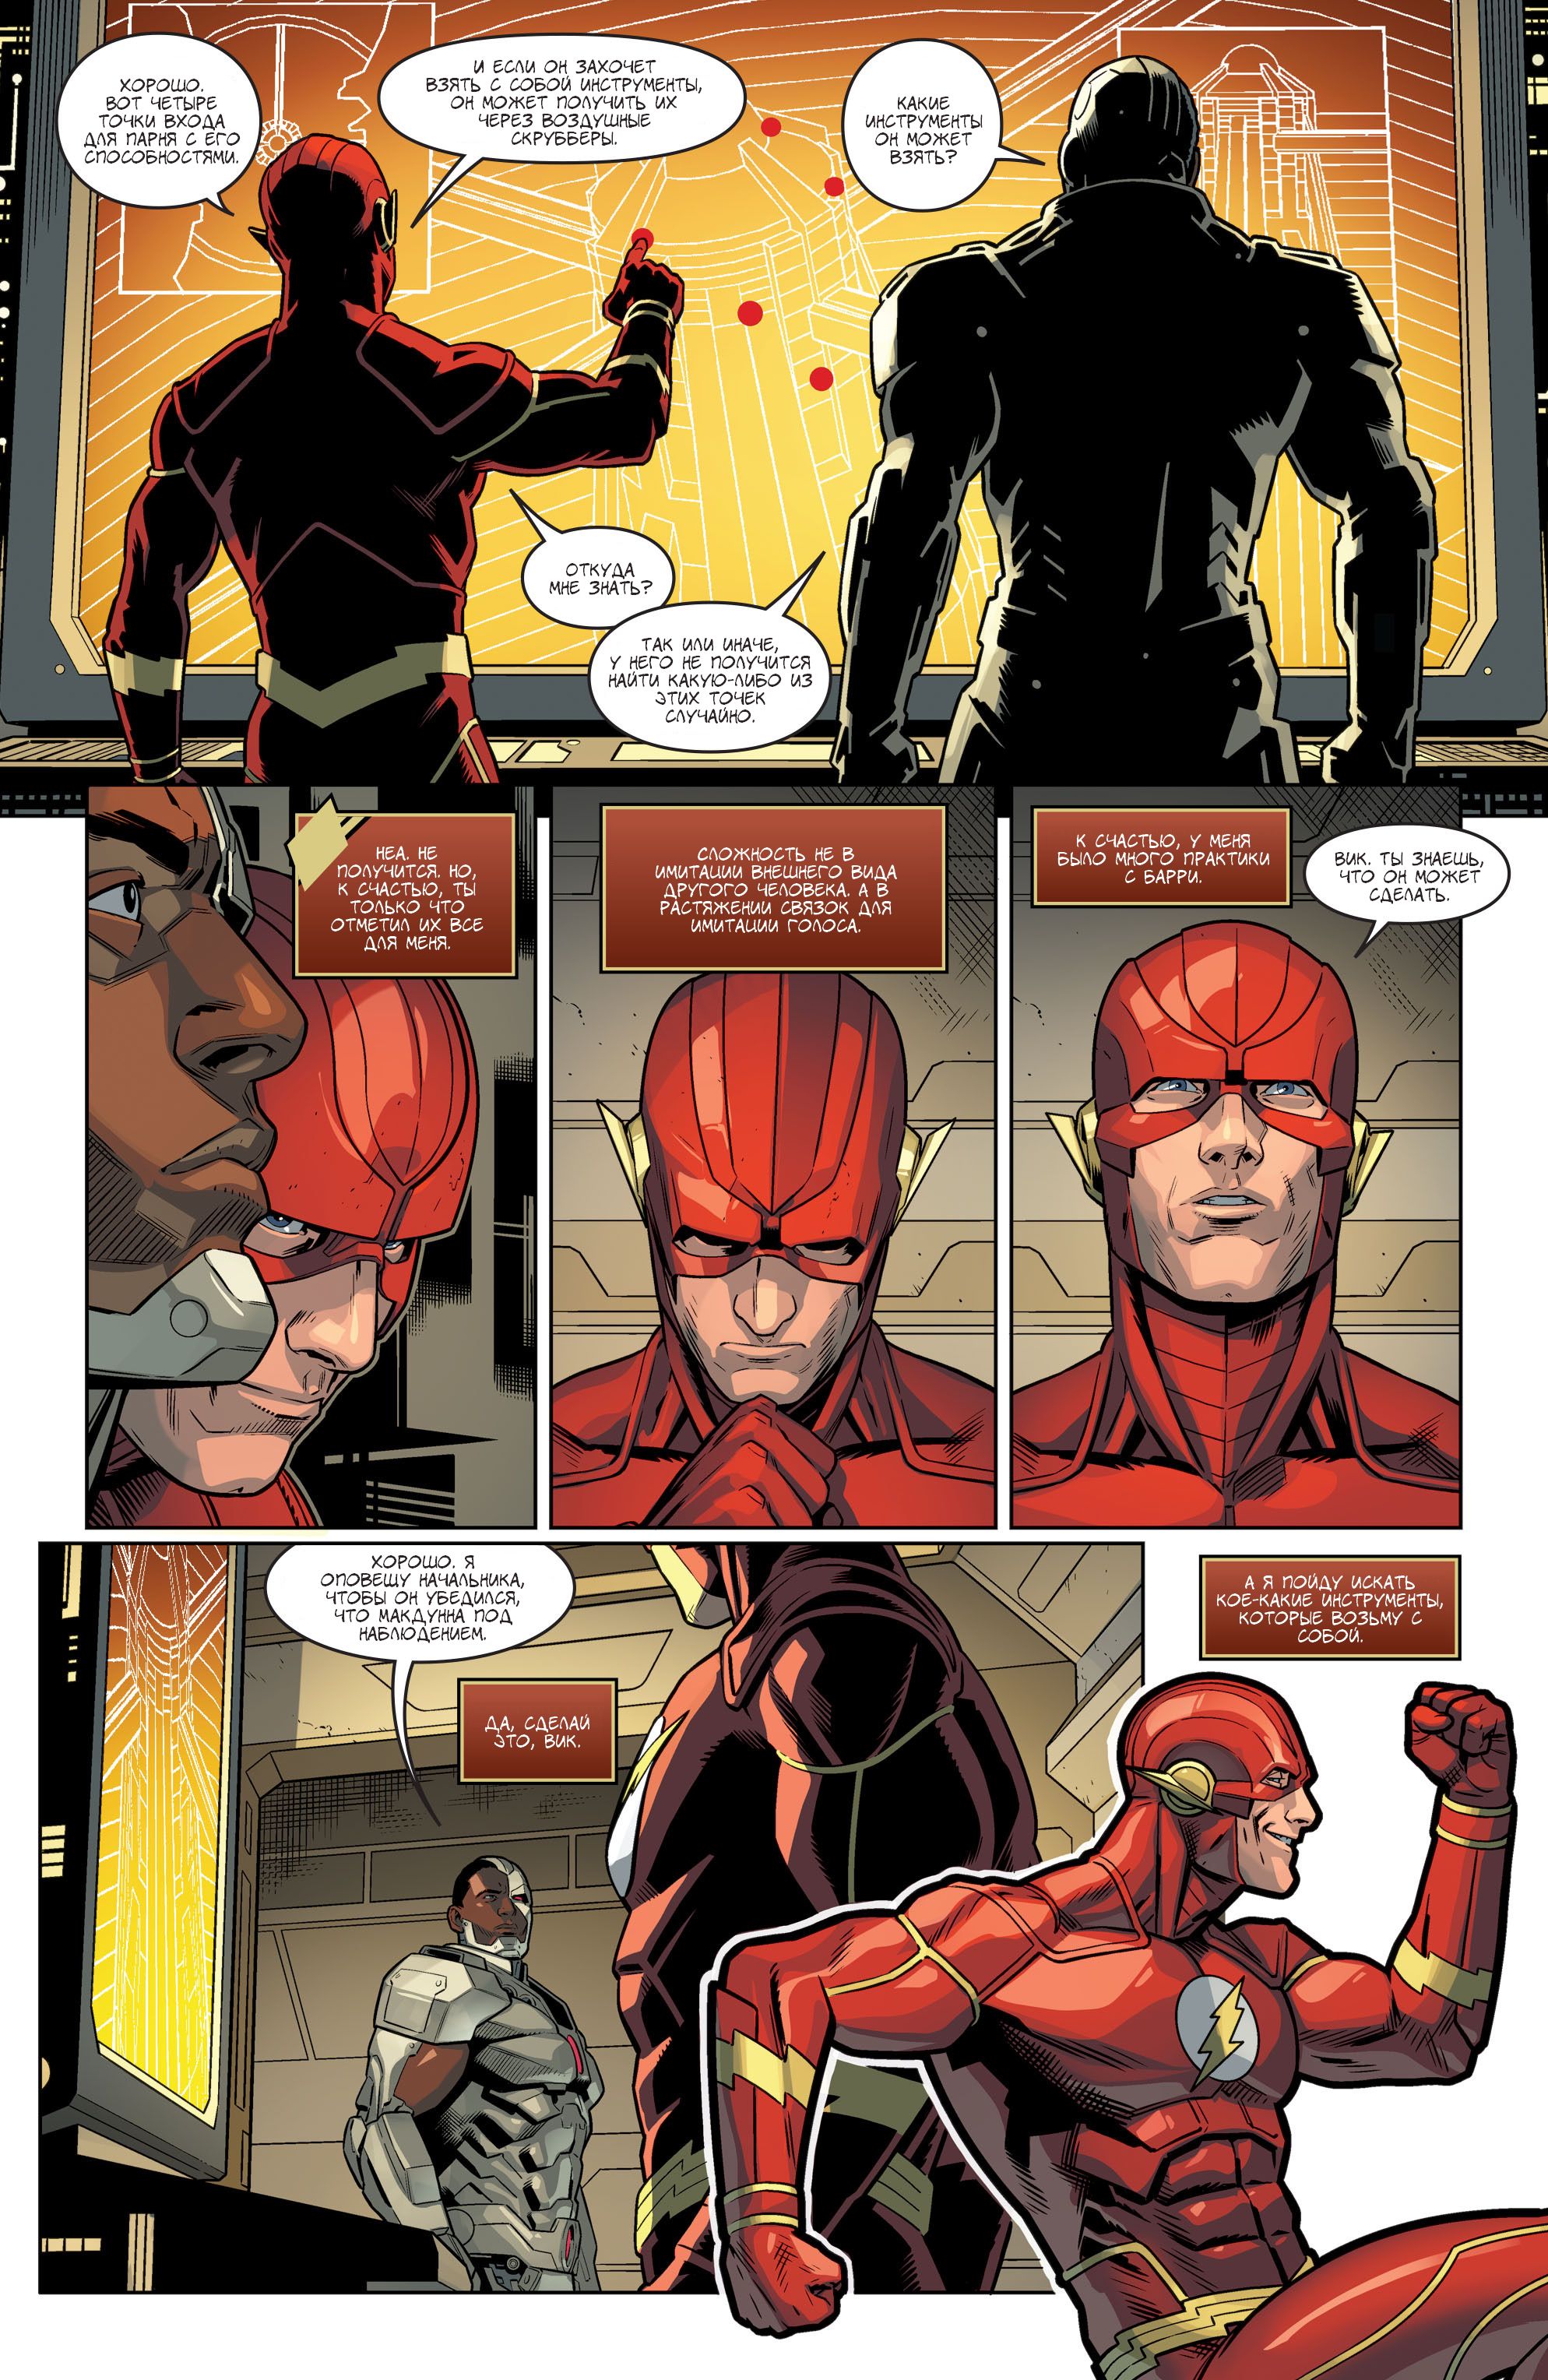 ХОРОШО.
ВОТ ЧЕТЫРЕ
ТОЧКИ ВХОДА
ДЛЯ ПАРНЯ С ЕГО
СПОСОБНОСТЯМИ.
И ЕСЛИ ОН ЗАХОЧЕТ
ВЗЯТЬ С СОБОЙ ИНСТРУМЕНТЫ,
ОН МОЖЕТ ПОЛУЧИТЬ ИХ
ЧЕРЕЗ ВОЗДУШНЫЕ
СКРУББЕРЫ.
КАКИЕ
ИНСТРУМЕНТЫ
ОН МОЖЕТ
ВЗЯТЬ?
ОТКУДА
МНЕ ЗНАТЬ?
ТАК ИЛИ ИНАЧЕ,
У НЕГО НЕ ПОЛУЧИТСЯ
НАЙТИ КАКУЮ-ЛИБО ИЗ
ЭТИХ ТОЧЕК
СЛУЧАЙНО.
НЕА. НЕ
ПОЛУЧИТСЯ. НО,
К СЧАСТЬЮ, ТЫ
ТОЛЬКО ЧТО
ОТМЕТИЛ ИХ ВСЕ
ДЛЯ МЕНЯ.
СЛОЖНОСТЬ НЕ В
ИМИТАЦИИ ВНЕШНЕГО ВИДА
ДРУГОГО ЧЕЛОВЕКА. А В
РАСТЯЖЕНИИ СВЯЗОК ДЛЯ
ИМИТАЦИИ ГОЛОСА.
К СЧАСТЬЮ, У МЕНЯ
БЫЛО МНОГО ПРАКТИКИ
С БАРРИ.
ВИК. ТЫ ЗНАЕШЬ,
ЧТО ОН МОЖЕТ
СДЕЛАТЬ.
ХОРОШО. Я
ОПОВЕЩУ НАЧАЛЬНИКА,
ЧТОБЫ ОН УБЕДИЛСЯ,
ЧТО МАКДУННА ПОД
НАБЛЮДЕНИЕМ.
ДА, СДЕЛАЙ
ЭТО, ВИК.
А Я ПОЙДУ ИСКАТЬ
КОЕ-КАКИЕ ИНСТРУМЕНТЫ,
КОТОРЫЕ ВОЗЬМУ С
СОБОЙ.